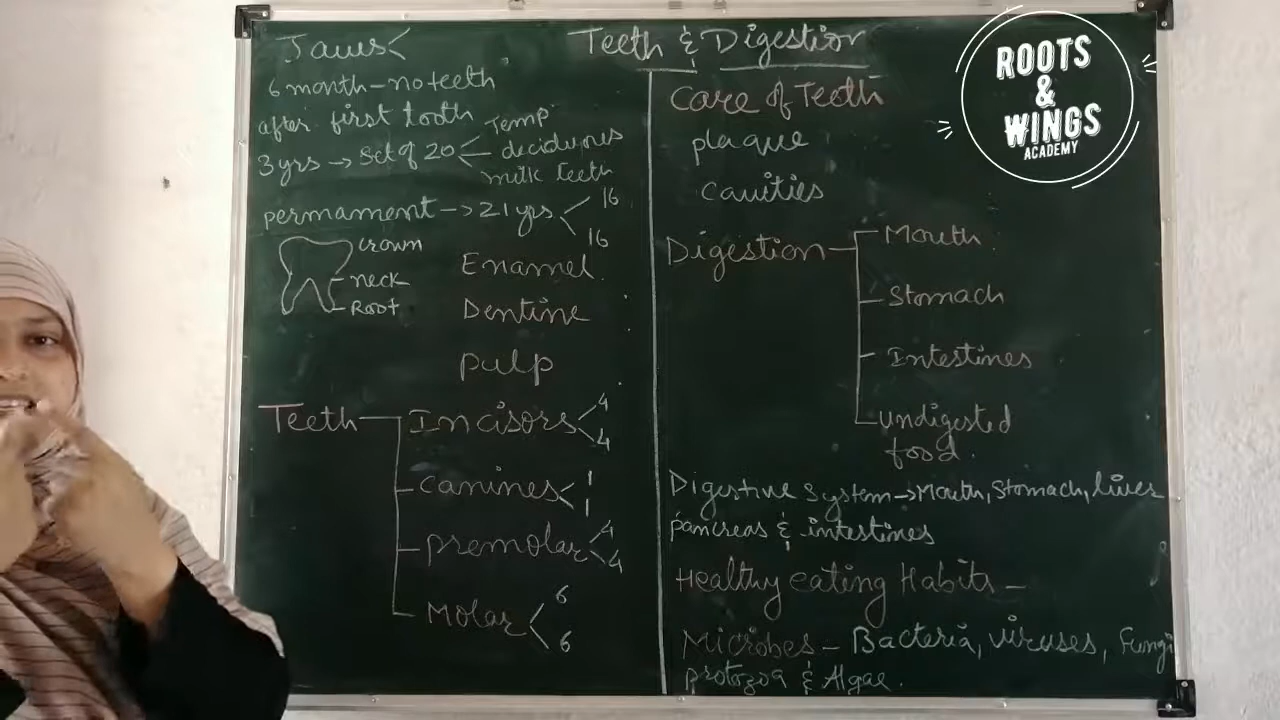 Teeth & Digestion
Jaws
6 month - no teeth
after first tooth
3 yrs → Set of 20
Temp
deciduous
milk teeth
permament → 21 yrs
16
16
crown
neck
Root
Enamel
Dentine
pulp
Teeth
Incisors
4
4
canines
1
1
premolar
4
4
Molar
6
6
Care of Teeth
plaque
cavities
Digestion
Mouth
Stomach
Intestines
undigested
food.
Digestive System → Mouth, Stomach, liver
pancreas & intestines
Healthy eating Habits -
Microbes - Bacteria, viruses, Fungi
protozoa & Algae.
ROOTS
&
WINGS
ACADEMY